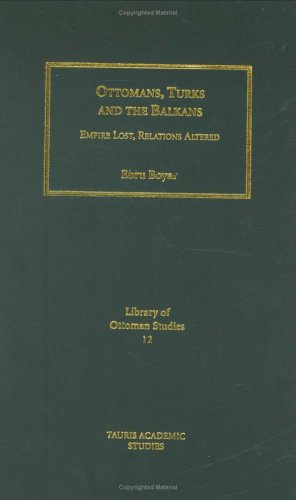 OTTOMANS, TURKS
AND THE BALKANS
EMPIRE LOST, RELATIONS ALTERED
Ebru Boyar
Library of
Ottoman Studies
12
TAURIS ACADEMIC
STUDIES